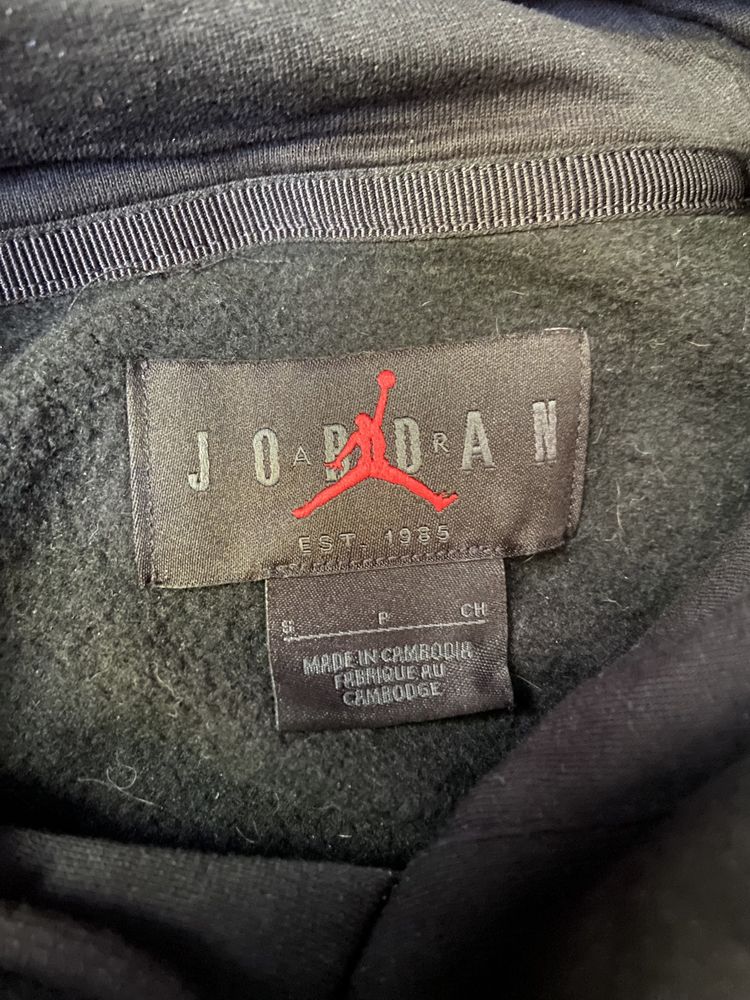 JORDAN
AIR
EST. 1985
S P CH
MADE IN CAMBODIA
FABRIQUE AU
CAMBODGE